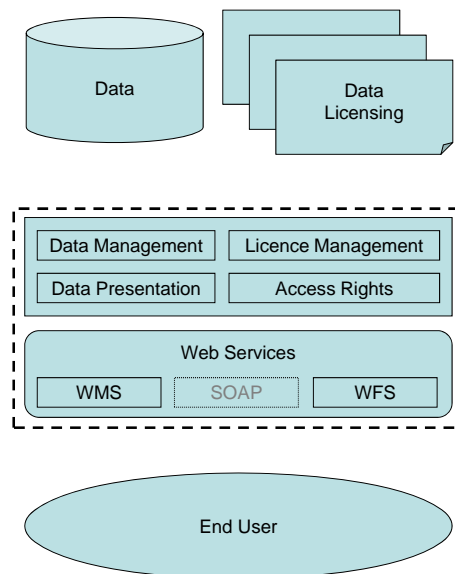 Data
Data
Licensing
Data Management
Licence Management
Data Presentation
Access Rights
Web Services
WMS
SOAP
WFS
End User